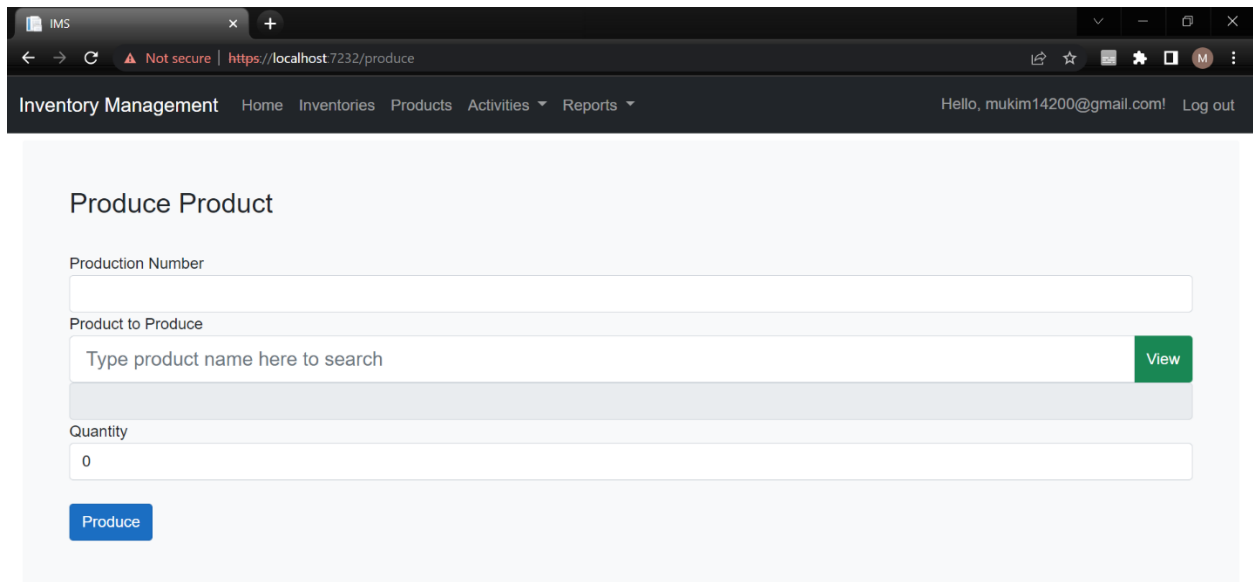 IMS
Not secure | https://localhost:7232/produce
M
Inventory Management Home Inventories Products Activities Reports Hello, mukim14200@gmail.com! Log out
Produce Product
Production Number
Product to Produce
Type product name here to search View
Quantity
0
Produce